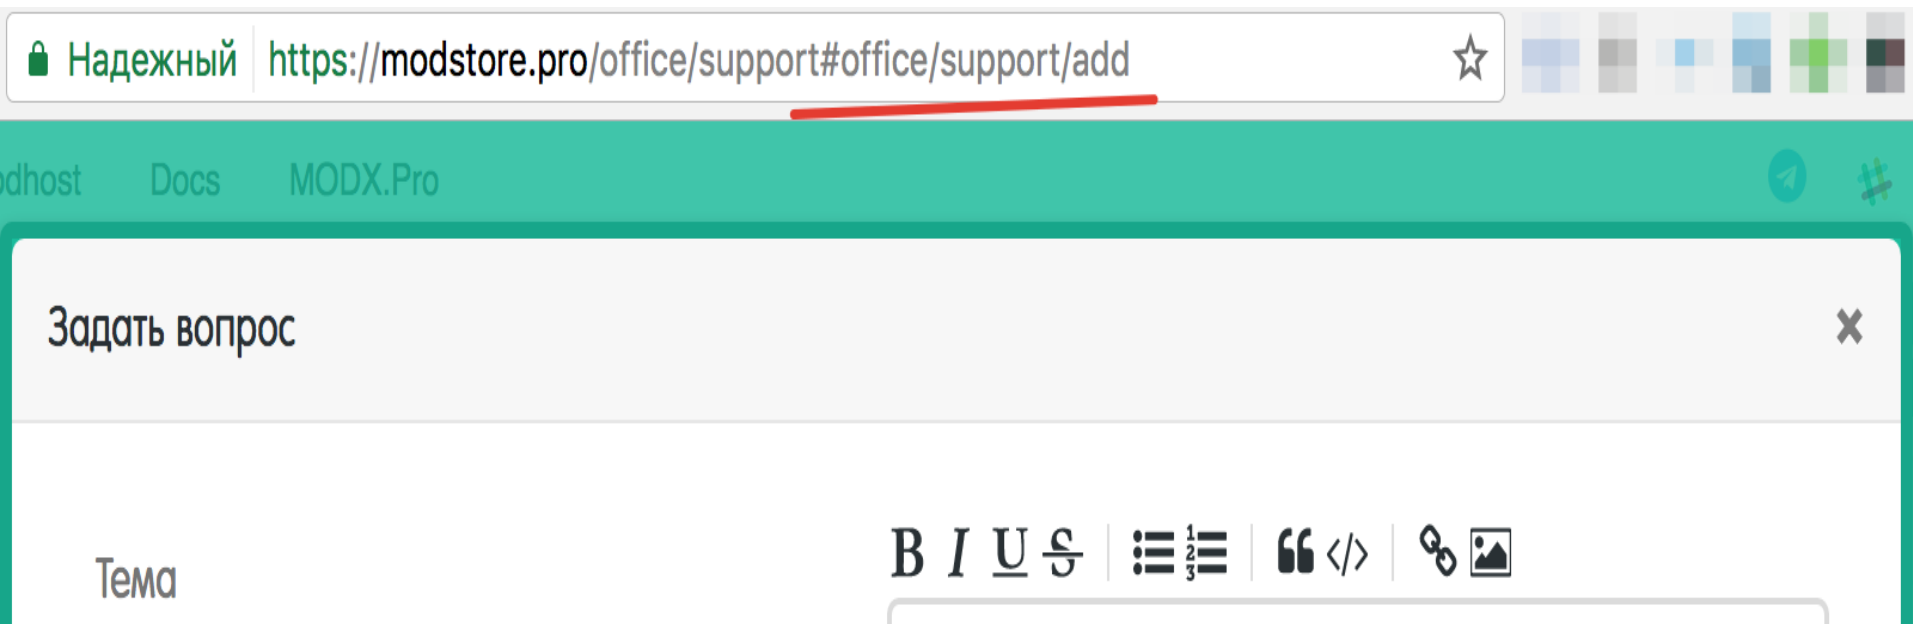 Надежный https://modstore.pro/office/support#office/support/add
dhost Docs MODX.Pro
Задать вопрос
Тема
B I U S